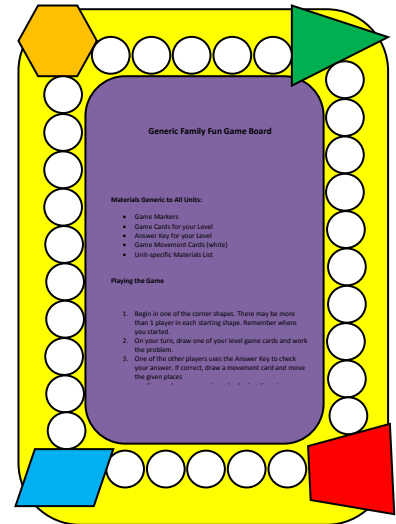 Generic Family Fun Game Board
Materials Generic to All Units:
• Game Markers
• Game Cards for your Level
• Answer Key for your Level
• Game Movement Cards (white)
• Unit-specific Materials List
Playing the Game
1. Begin in one of the corner shapes. There may be more
than 1 player in each starting shape. Remember where
you started.
2. On your turn, draw one of your level game cards and work
the problem.
3. One of the other players uses the Answer Key to check
your answer. If correct, draw a movement card and move
the given places